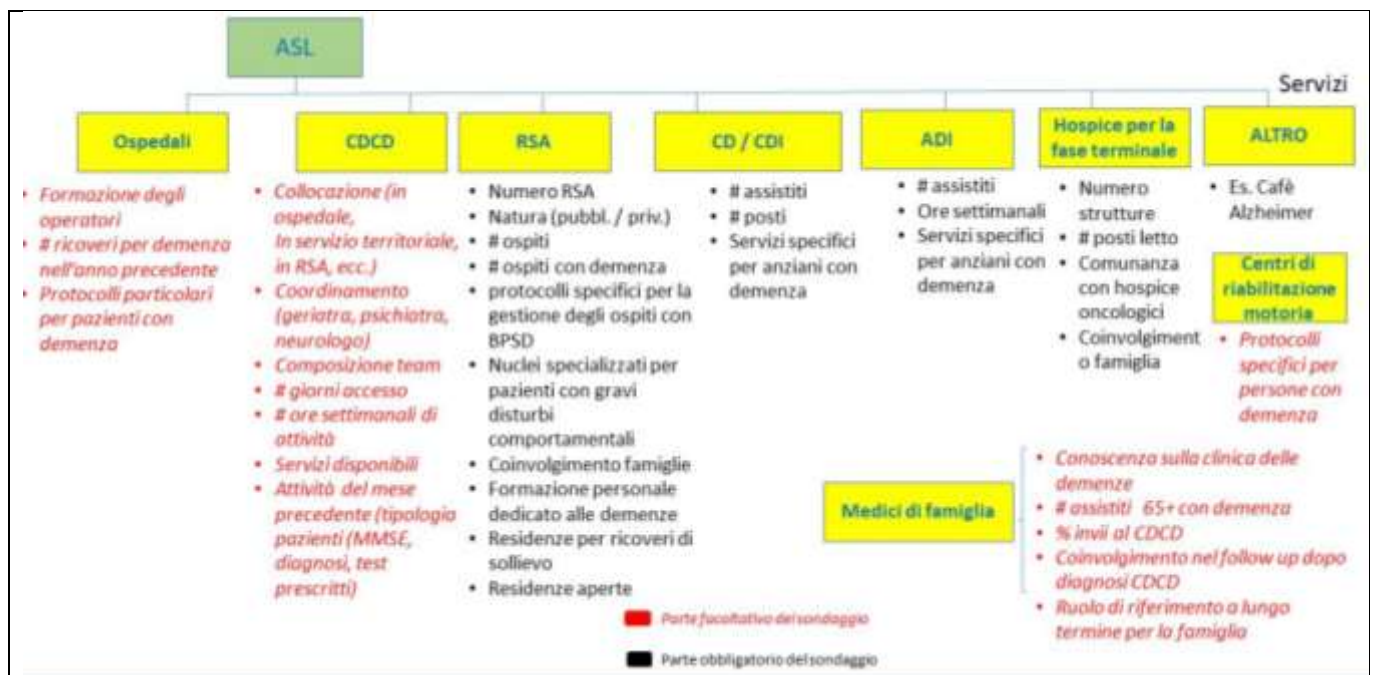 ASL
Servizi
Ospedali
• Formazione degli
operatori
• # ricoveri per demenza
nell'anno precedente
• Protocolli particolari
per pazienti con
demenza
CDCD
• Collocazione (in
ospedale,
In servizio territoriale,
in RSA, ecc.)
• Coordinamento
(geriatra, psichiatra,
neurologo)
• Composizione team
• # giorni accesso
• # ore settimanali di
attività
• Servizi disponibili
• Attività del mese
precedente (tipologia
pazienti (MMSE,
diagnosi, test
prescritti)
RSA
• Numero RSA
• Natura (pubbl. / priv.)
• # ospiti
• # ospiti con demenza
• protocolli specifici per la
gestione degli ospiti con
BPSD
• Nuclei specializzati per
pazienti con gravi
disturbi
comportamentali
• Coinvolgimento famiglie
• Formazione personale
dedicato alle demenze
• Residenze per ricoveri di
sollievo
• Residenze aperte
CD / CDI
• # assistiti
• # posti
• Servizi specifici
per anziani con
demenza
ADI
• # assistiti
• Ore settimanali
• Servizi specifici
per anziani con
demenza
Hospice per la
fase terminale
• Numero
strutture
• # posti letto
• Comunanza
con hospice
oncologici
• Coinvolgiment
o famiglia
ALTRO
• Es. Cafè
Alzheimer
Centri di
riabilitazione
motoria
• Protocolli
specifici per
persone con
demenza
Medici di famiglia
• Conoscenza sulla clinica delle
demenze
• # assistiti 65+ con demenza
• % invii al CDCD
• Coinvolgimento nel follow up dopo
diagnosi CDCD
• Ruolo di riferimento a lungo
termine per la famiglia
Parte facoltativo del sondaggio
Parte obbligatorio del sondaggio